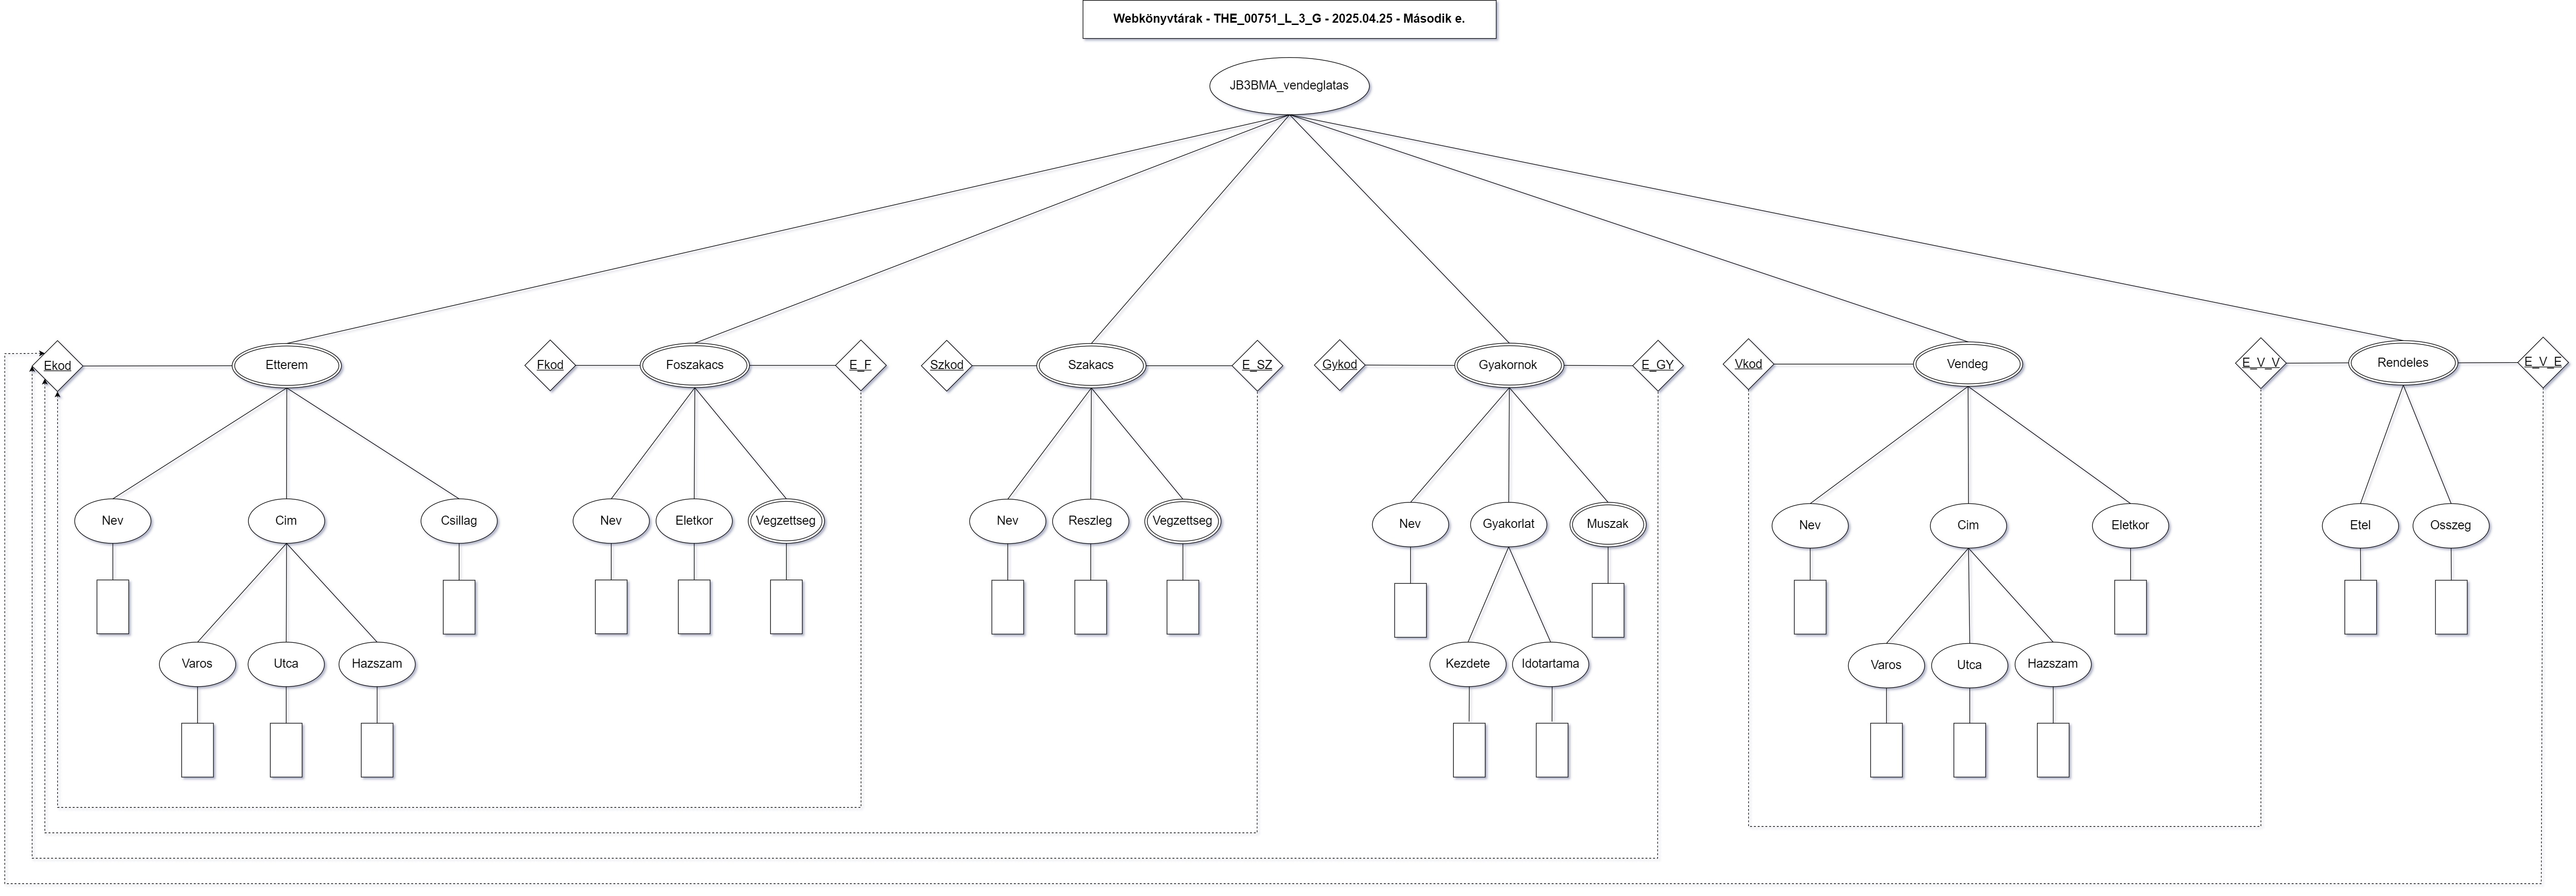 Webkönyvtárak - THE_00751_L_3_G - 2025.04.25 - Második e.
JB3BMA_vendeglatas
Ekod
Etterem
Fkod
Foszakacs
E_F
Szkod
Szakacs
E_SZ
Gykod
Gyakornok
E_GY
Vkod
Vendeg
E_V_V
Rendeles
E_V_E
Nev
Cim
Csillag
Nev
Eletkor
Vegzettseg
Nev
Reszleg
Vegzettseg
Nev
Gyakorlat
Muszak
Nev
Cim
Eletkor
Etel
Osszeg
Varos
Utca
Hazszam
Kezdete
Idotartama
Varos
Utca
Hazszam